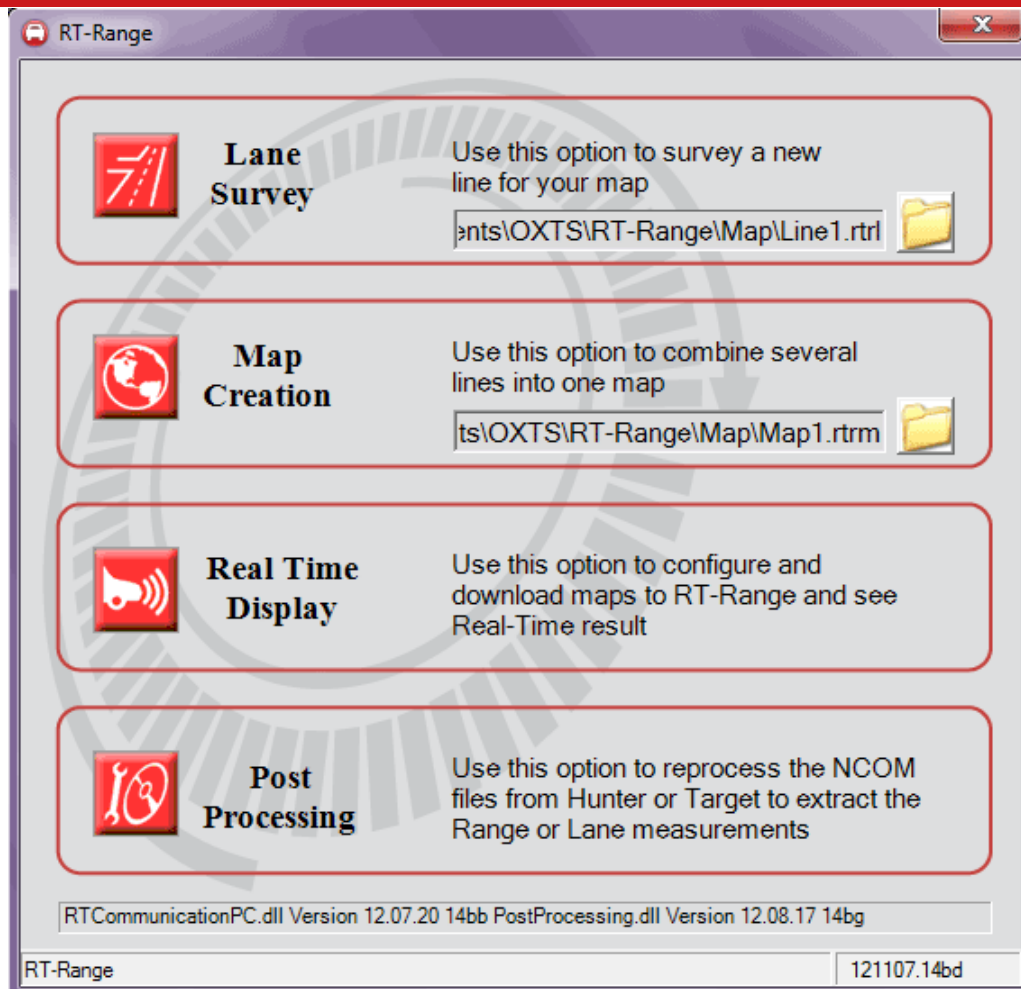 RT-Range
Lane
Survey
Use this option to survey a new
line for your map
ents\OXTS\RT-Range\Map\Line1.rtrl
Map
Creation
Use this option to combine several
lines into one map
ts\OXTS\RT-Range\Map\Map1.rtrm
Real Time
Display
Use this option to configure and
download maps to RT-Range and see
Real-Time result
Post
Processing
Use this option to reprocess the NCOM
files from Hunter or Target to extract the
Range or Lane measurements
RTCommunicationPC.dll Version 12.07.20 14bb PostProcessing.dll Version 12.08.17 14bg
RT-Range 121107.14bd